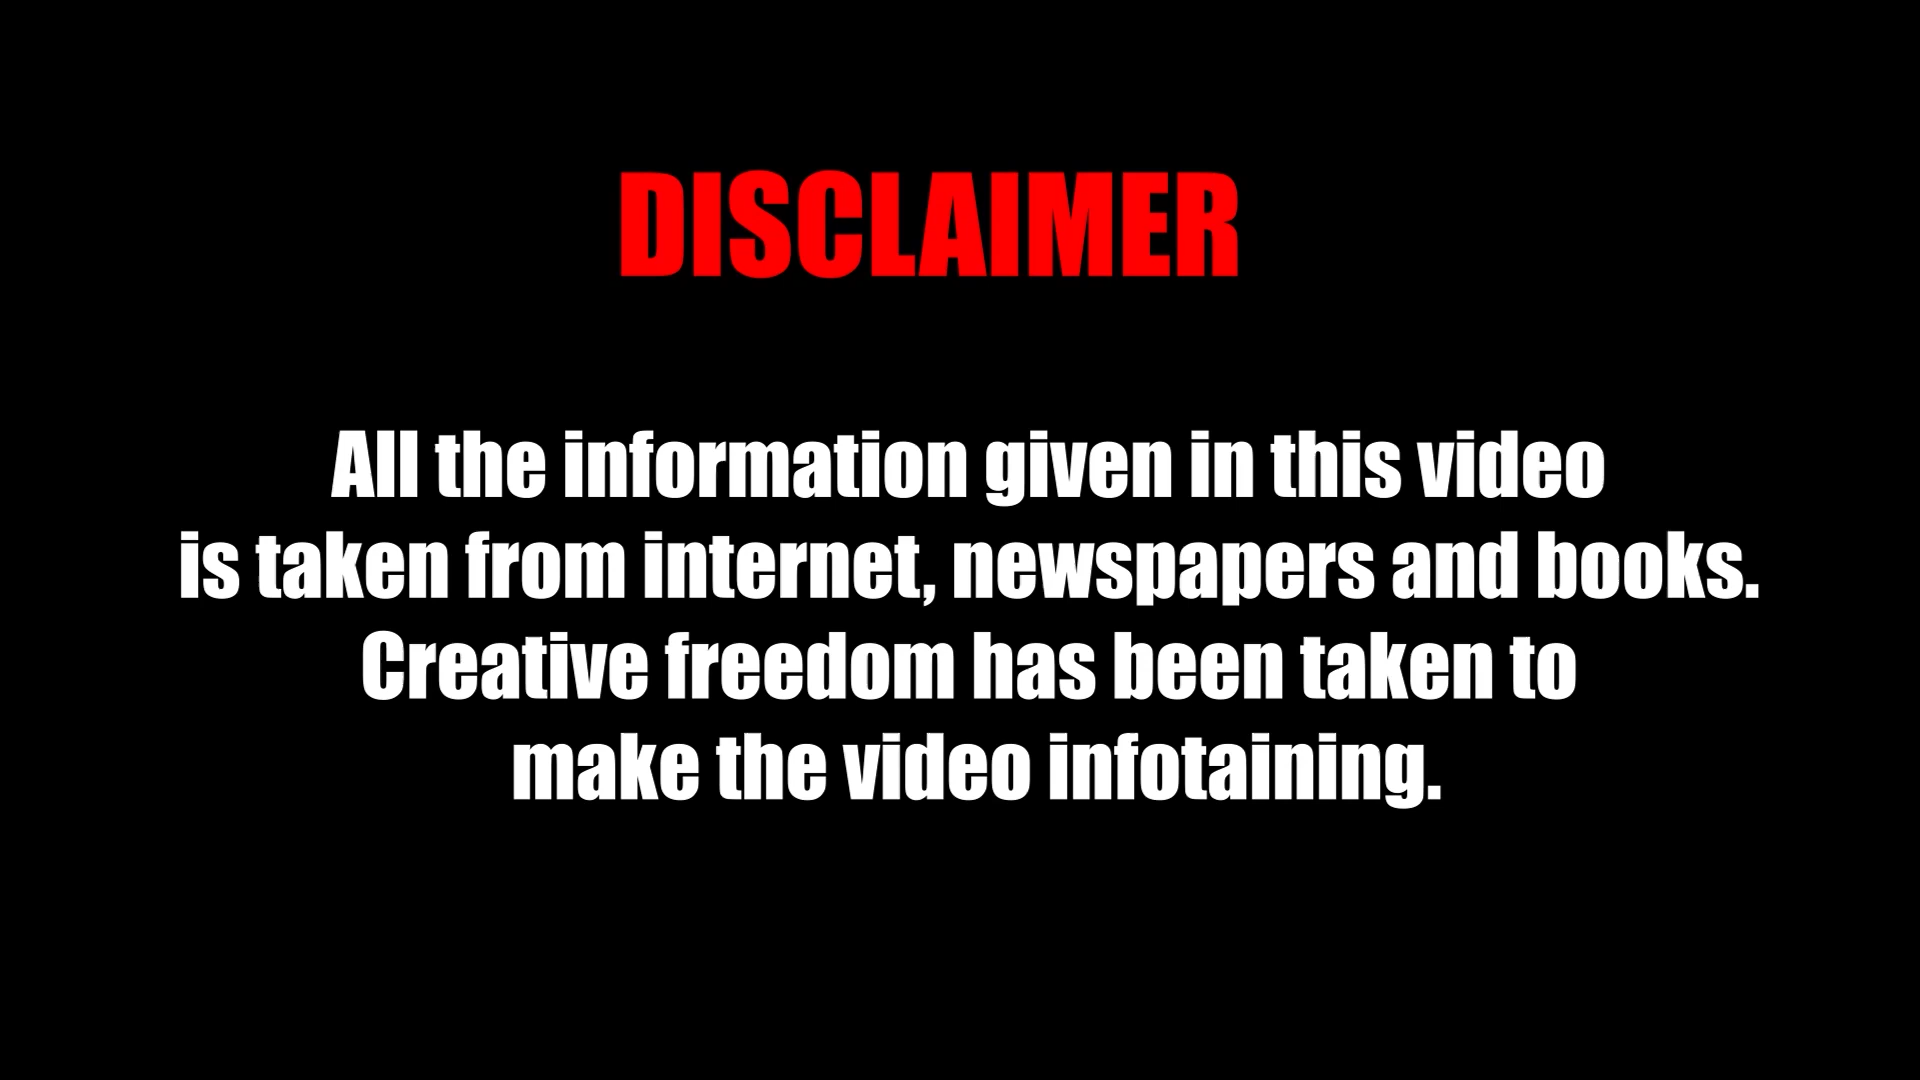 DISCLAIMER
All the information given in this video
is taken from internet, newspapers and books.
Creative freedom has been taken to
make the video infotaining.